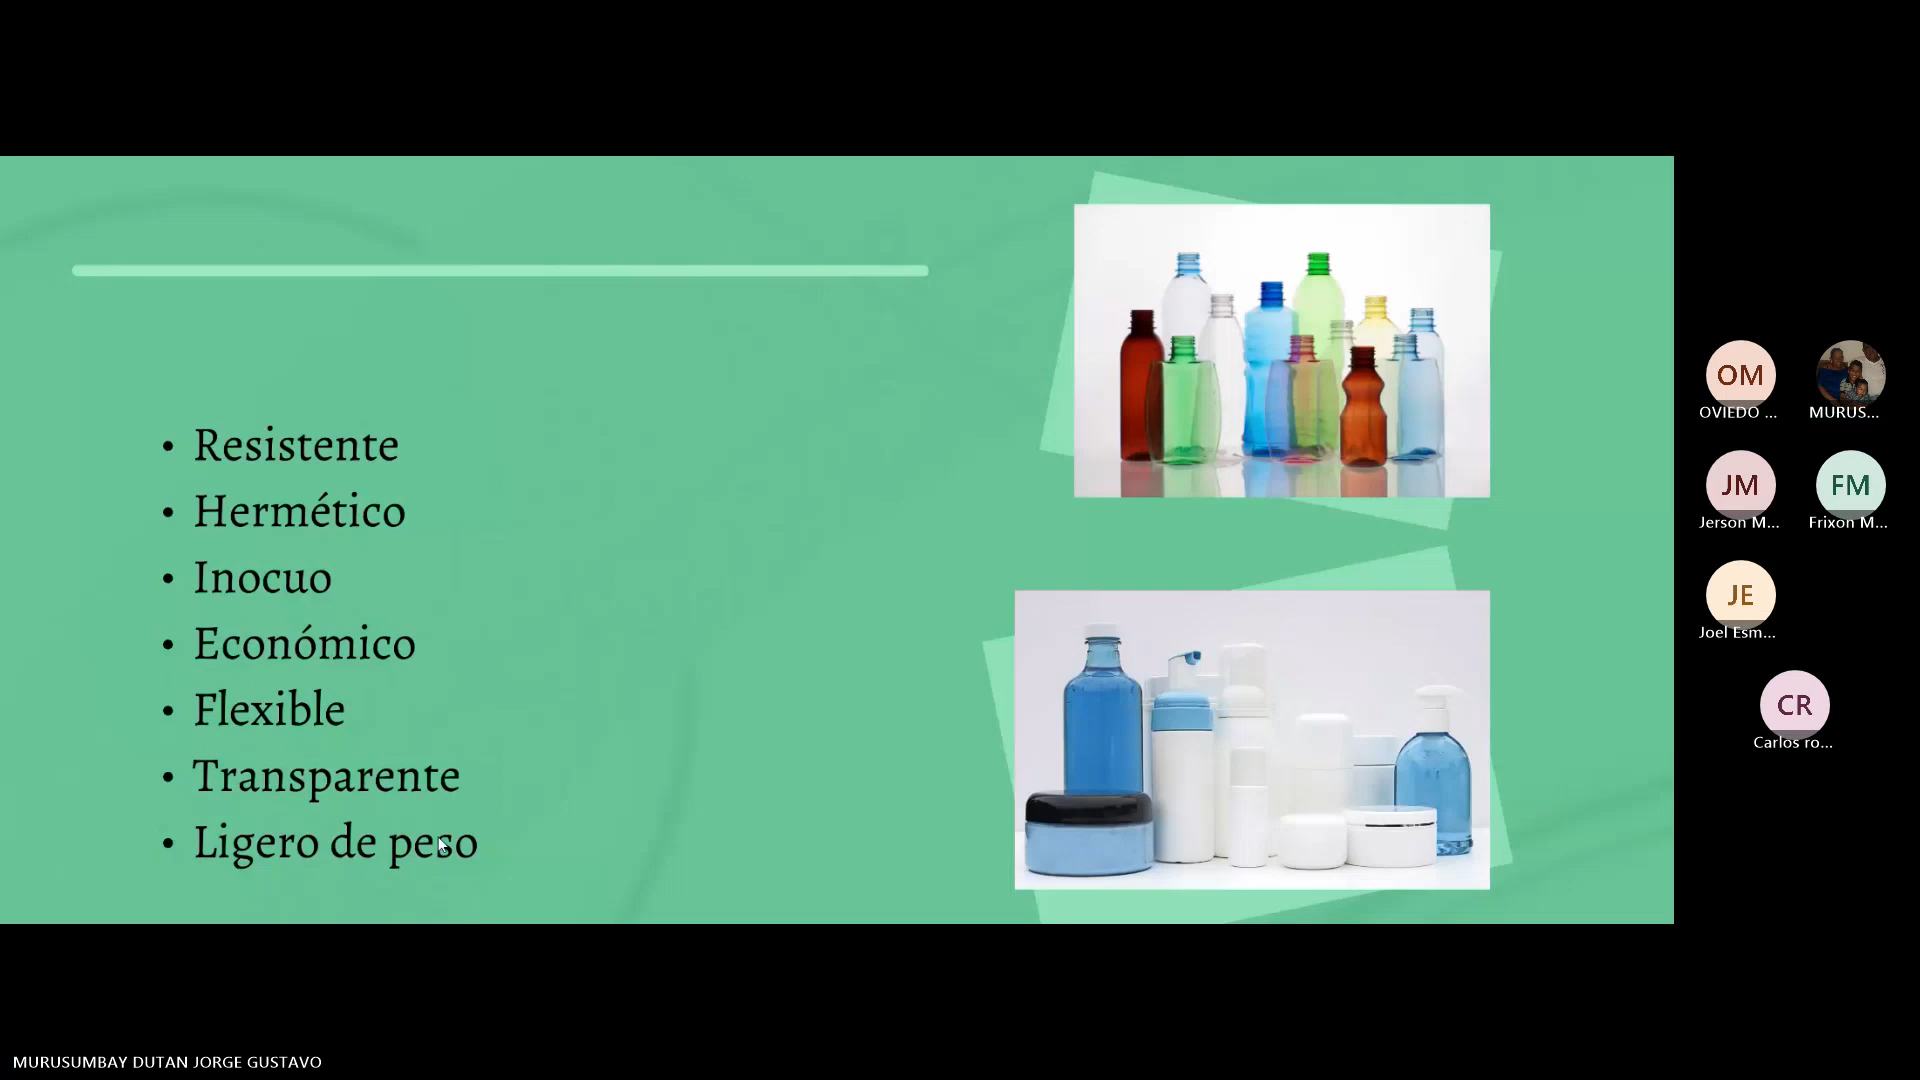 Resistente
Hermético
Inocuo
Económico
Flexible
Transparente
Ligero de peso
OM
OVIEDO ...
MURUS...
JM
Jerson M...
FM
Frixon M...
JE
Joel Esm...
CR
Carlos ro...
MURUSUMBAY DUTAN JORGE GUSTAVO